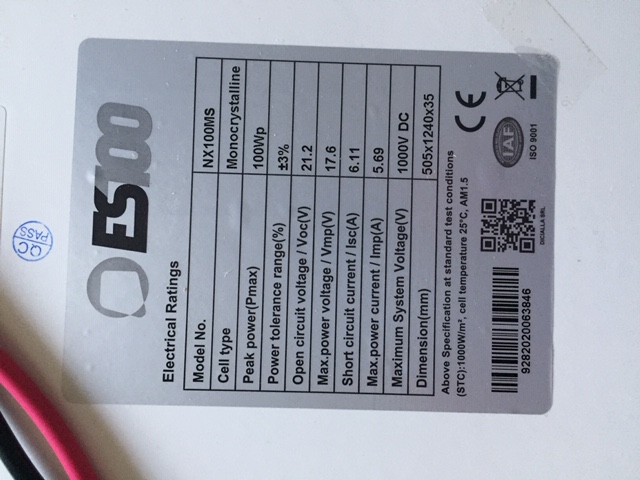 ES100
Electrical Ratings
Model No. NX100MS
Cell type Monocrystalline
Peak power(Pmax) 100Wp
Power tolerance range(%) ±3%
Open circuit voltage / Voc(V) 21.2
Max.power voltage / Vmp(V) 17.6
Short circuit current / Isc(A) 6.11
Max.power current / Imp(A) 5.69
Maximum System Voltage(V) 1000V DC
Dimension(mm) 505x1240x35
Above Specification at standard test conditions
(STC):1000W/m², cell temperature 25°C, AM1.5
9282020063846
DICIALLA SRL
CE
IAF
ISO 9001
QC
PASS